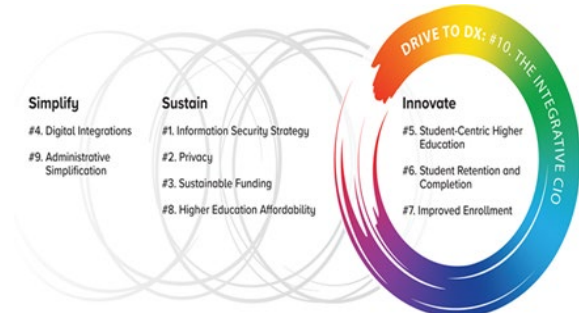 DRIVE TO DX: #10. THE INTEGRATIVE CIO
Simplify
#4. Digital Integrations
#9. Administrative
Simplification
Sustain
#1. Information Security Strategy
#2. Privacy
#3. Sustainable Funding
#8. Higher Education Affordability
Innovate
#5. Student-Centric Higher
Education
#6. Student Retention and
Completion
#7. Improved Enrollment